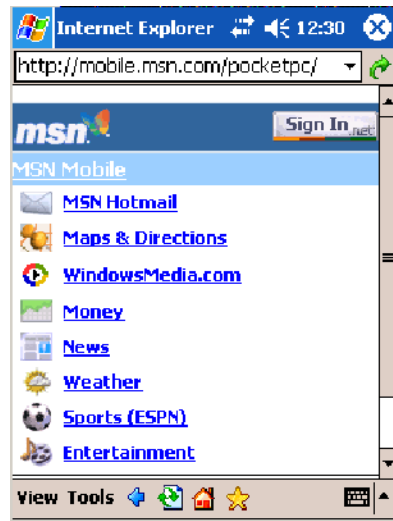 Internet Explorer 12:30
http://mobile.msn.com/pocketpc/
msn Sign In .net
MSN Mobile
MSN Hotmail
Maps & Directions
WindowsMedia.com
Money
News
Weather
Sports (ESPN)
Entertainment
View Tools